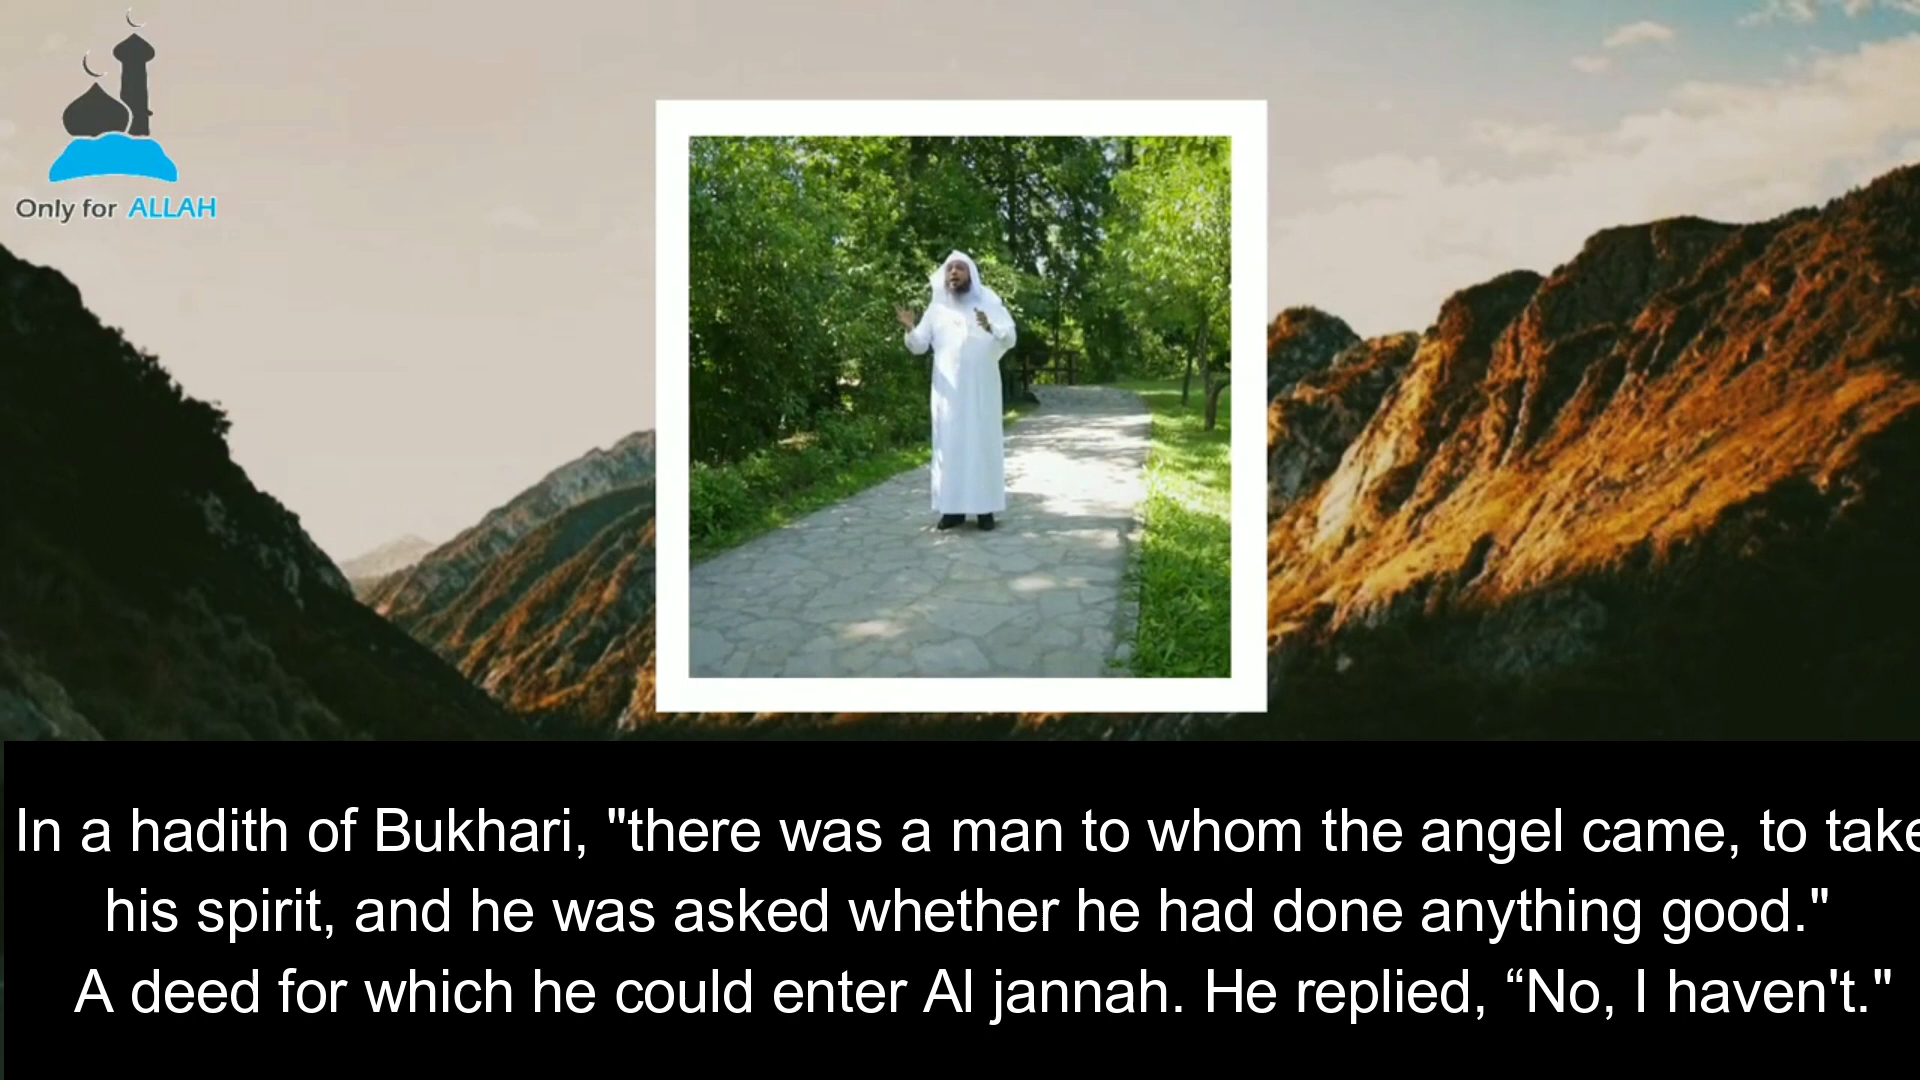 Only for ALLAH
In a hadith of Bukhari, "there was a man to whom the angel came, to take
his spirit, and he was asked whether he had done anything good."
A deed for which he could enter Al jannah. He replied, “No, I haven't."